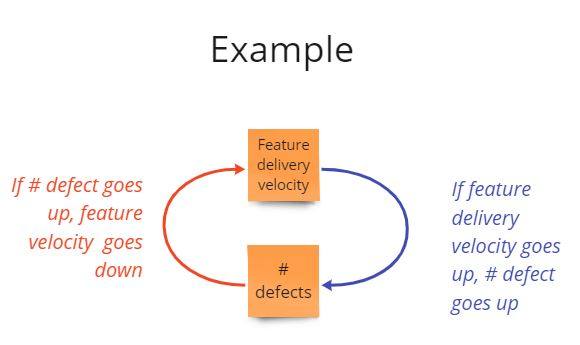 Example
Feature
delivery
velocity
If # defect goes
up, feature
velocity goes
down
If feature
delivery
velocity goes
up, # defect
goes up
#
defects